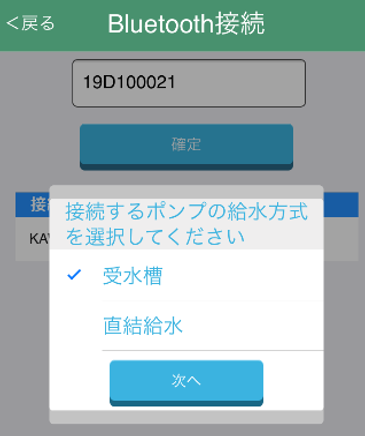 <戻る
Bluetooth接続
19D100021
確定
接続するポンプの給水方式
を選択してください
受水槽
直結給水
次へ